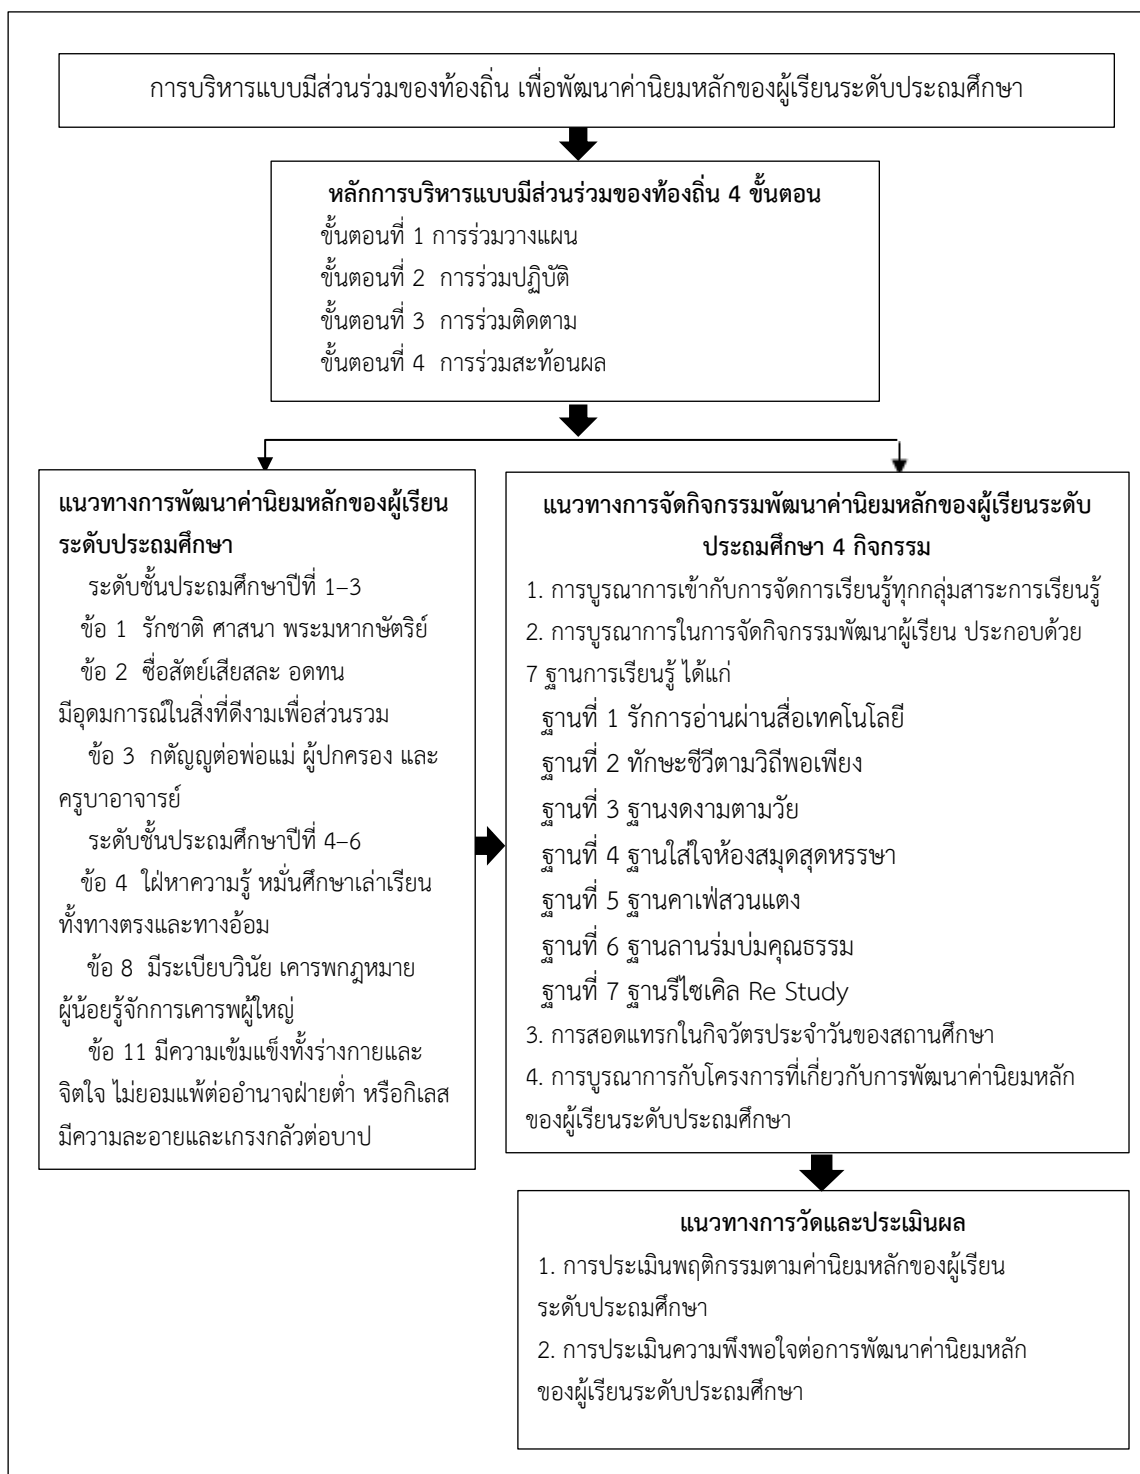 การบริหารแบบมีส่วนร่วมของท้องถิ่น เพื่อพัฒนาค่านิยมหลักของผู้เรียนระดับประถมศึกษา
หลักการบริหารแบบมีส่วนร่วมของท้องถิ่น 4 ขั้นตอน
ขั้นตอนที่ 1 การร่วมวางแผน
ขั้นตอนที่ 2 การร่วมปฏิบัติ
ขั้นตอนที่ 3 การร่วมติดตาม
ขั้นตอนที่ 4 การร่วมสะท้อนผล
แนวทางการพัฒนาค่านิยมหลักของผู้เรียน
ระดับประถมศึกษา
ระดับชั้นประถมศึกษาปีที่ 1–3
ข้อ 1 รักชาติ ศาสนา พระมหากษัตริย์
ข้อ 2 ซื่อสัตย์เสียสละ อดทน
มีอุดมการณ์ในสิ่งที่ดีงามเพื่อส่วนรวม
ข้อ 3 กตัญญูต่อพ่อแม่ ผู้ปกครอง และ
ครูบาอาจารย์
ระดับชั้นประถมศึกษาปีที่ 4–6
ข้อ 4 ใฝ่หาความรู้ หมั่นศึกษาเล่าเรียน
ทั้งทางตรงและทางอ้อม
ข้อ 8 มีระเบียบวินัย เคารพกฎหมาย
ผู้น้อยรู้จักการเคารพผู้ใหญ่
ข้อ 11 มีความเข้มแข็งทั้งร่างกายและ
จิตใจ ไม่ยอมแพ้ต่ออำนาจฝ่ายต่ำ หรือกิเลส
มีความละอายและเกรงกลัวต่อบาป
แนวทางการจัดกิจกรรมพัฒนาค่านิยมหลักของผู้เรียนระดับ
ประถมศึกษา 4 กิจกรรม
1. การบูรณาการเข้ากับการจัดการเรียนรู้ทุกกลุ่มสาระการเรียนรู้
2. การบูรณาการในการจัดกิจกรรมพัฒนาผู้เรียน ประกอบด้วย
7 ฐานการเรียนรู้ ได้แก่
ฐานที่ 1 รักการอ่านผ่านสื่อเทคโนโลยี
ฐานที่ 2 ทักษะชีวีตามวิถีพอเพียง
ฐานที่ 3 ฐานงดงามตามวัย
ฐานที่ 4 ฐานใส่ใจห้องสมุดสุดหรรษา
ฐานที่ 5 ฐานคาเฟ่สวนแตง
ฐานที่ 6 ฐานลานร่มบ่มคุณธรรม
ฐานที่ 7 ฐานรีไซเคิล Re Study
3. การสอดแทรกในกิจวัตรประจำวันของสถานศึกษา
4. การบูรณาการกับโครงการที่เกี่ยวกับการพัฒนาค่านิยมหลัก
ของผู้เรียนระดับประถมศึกษา
แนวทางการวัดและประเมินผล
1. การประเมินพฤติกรรมตามค่านิยมหลักของผู้เรียน
ระดับประถมศึกษา
2. การประเมินความพึงพอใจต่อการพัฒนาค่านิยมหลัก
ของผู้เรียนระดับประถมศึกษา